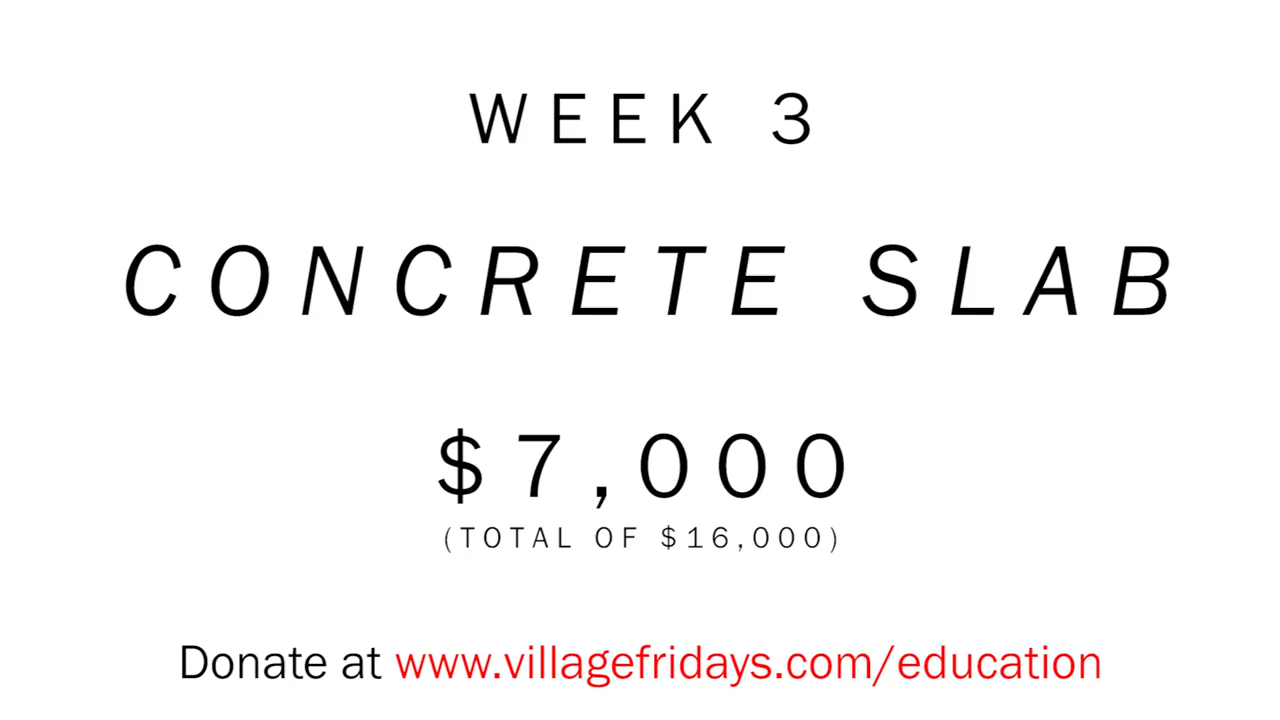 WEEK 3
CONCRETE SLAB
$7,000
(TOTAL OF $16,000)
Donate at www.villagefridays.com/education